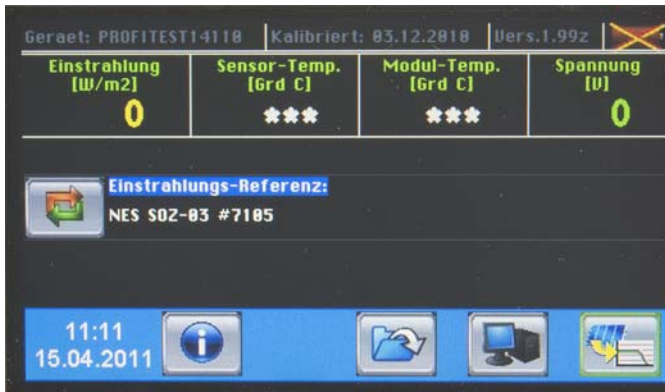 Geraet: PROFITEST14110 Kalibriert: 03.12.2010 Vers.1.99z
Einstrahlung Sensor-Temp. Modul-Temp. Spannung
[W/m2] [Grd C] [Grd C] [V]
0 *** *** 0
Einstrahlungs-Referenz:
NES SOZ-03 #7105
11:11
15.04.2011